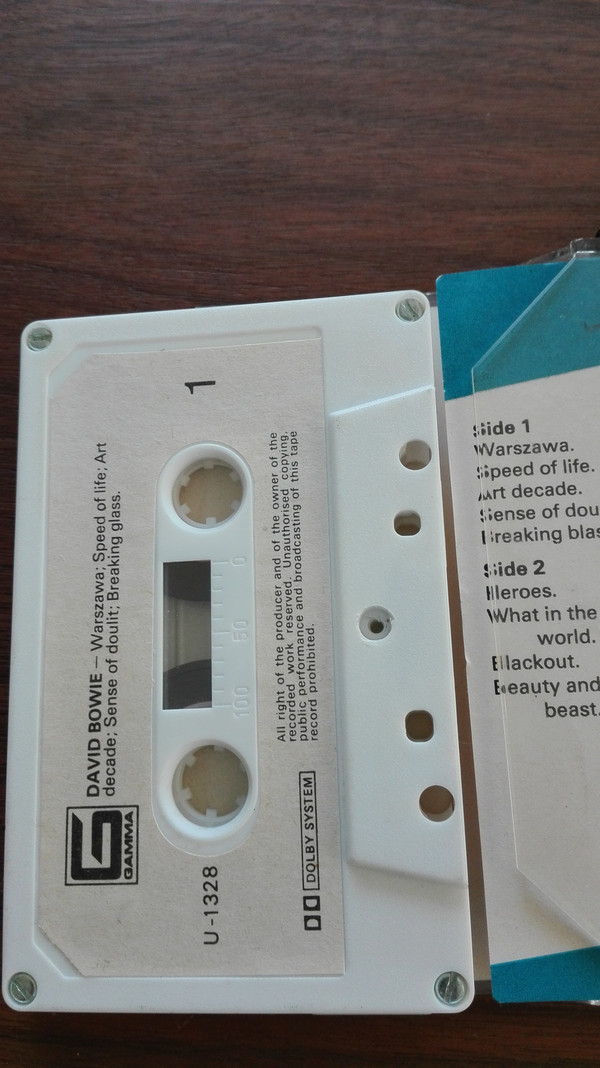 1
DAVID BOWIE – Warszawa; Speed of life; Art
decade; Sense of doulit; Breaking glass.
GAMMA
0
50
100
All right of the producer and of the owner of the
recorded work reserved. Unauthorised copying,
public performance and broadcasting of this tape
record prohibited.
U-1328
DOLBY SYSTEM
Side 1
Warszawa.
Speed of life.
Art decade.
Sense of dou
Breaking blas
Side 2
Heroes.
What in the
world.
Blackout.
Beauty and
beast.